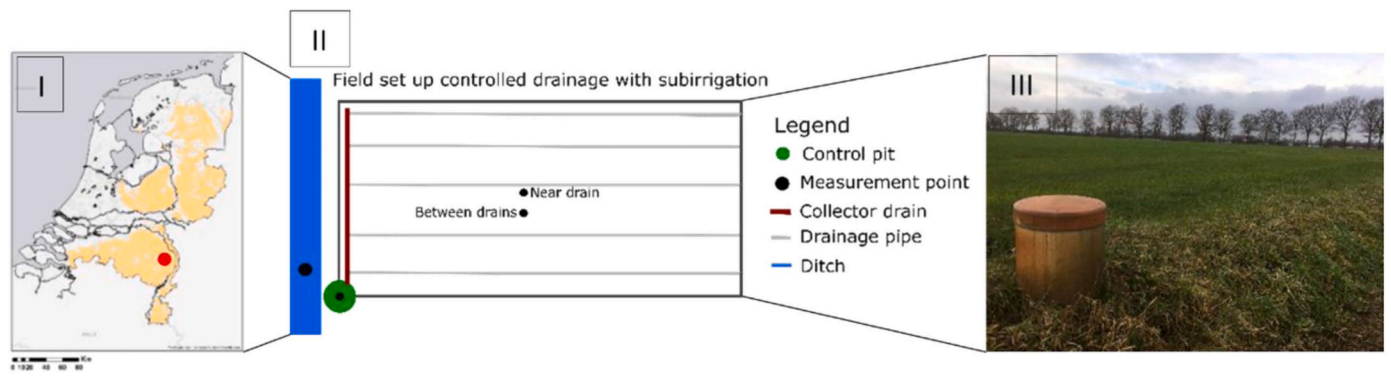 I
II
Field set up controlled drainage with subirrigation
Near drain
Between drains
Legend
Control pit
Measurement point
Collector drain
Drainage pipe
Ditch
III
Km